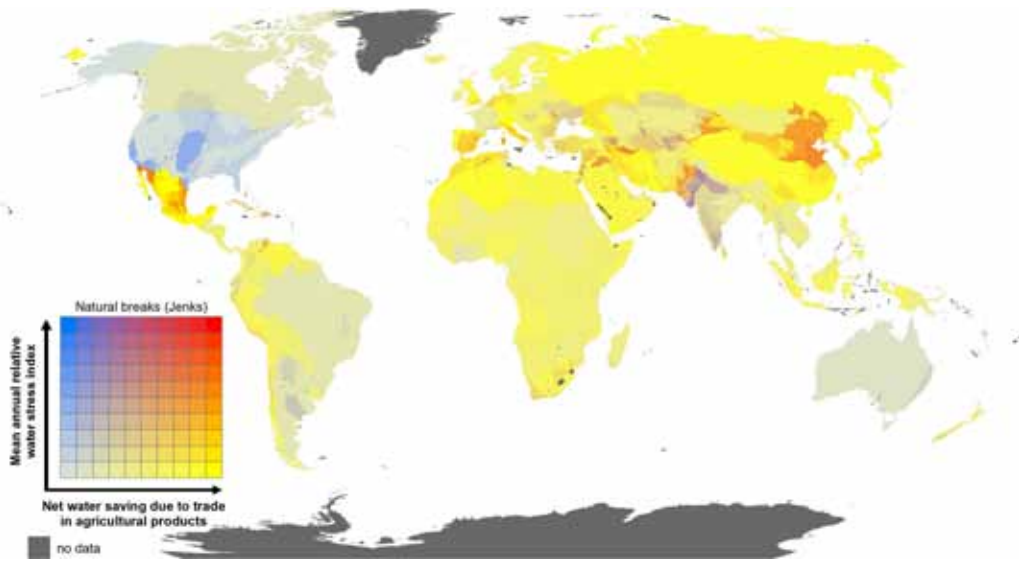 Natural breaks (Jenks)
Mean annual relative
water stress index
Net water saving due to trade
in agricultural products
no data